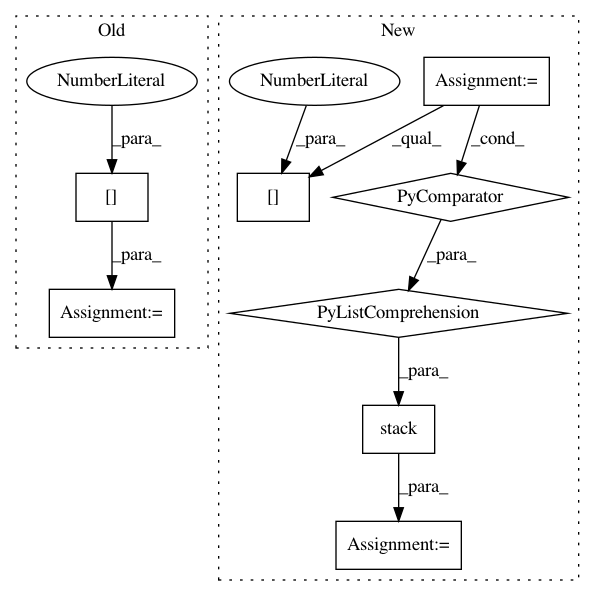 Old
New
NumberLiteral
NumberLiteral
Assignment:=
_para_
_para_
_qual_
_cond_
[]
[]
PyComparator
_para_
_para_
Assignment:=
PyListComprehension
_para_
stack
_para_
Assignment:=